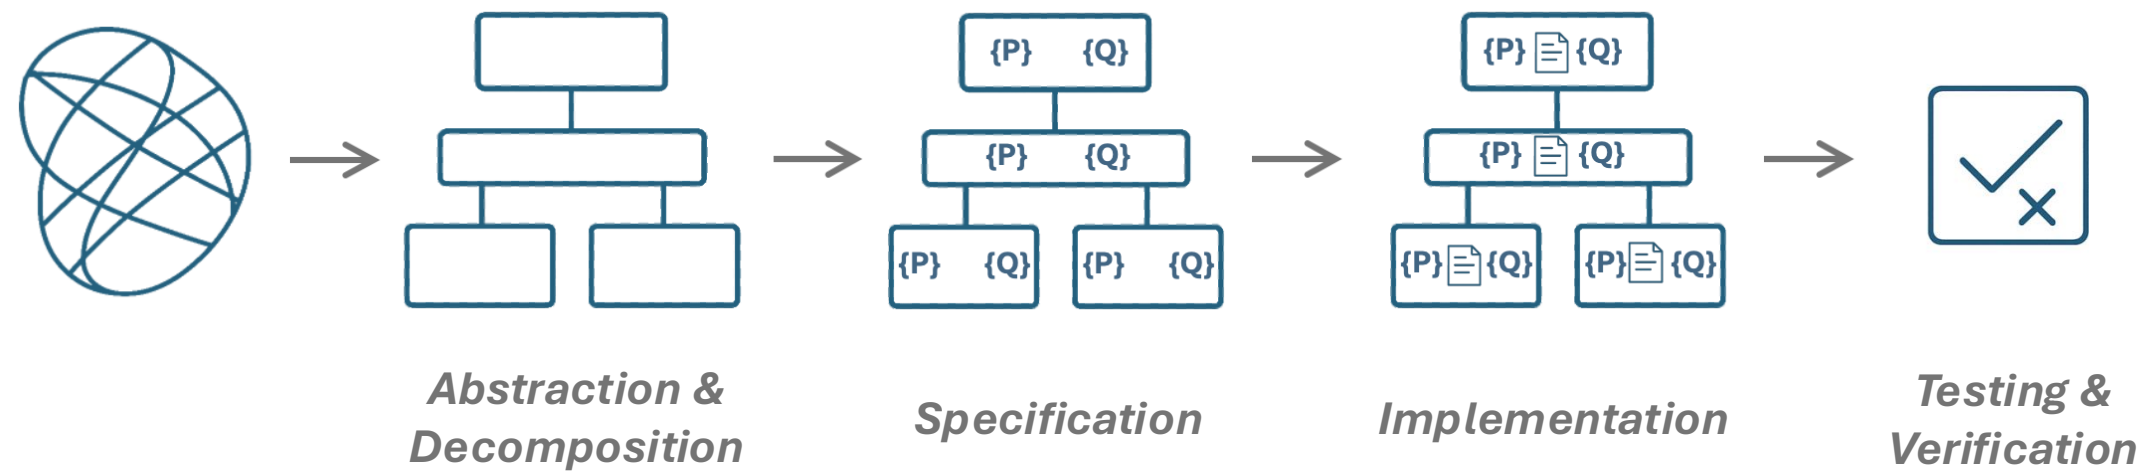 {P} {Q}
{P} {Q}
{P} {Q} {P} {Q}
{P} {Q}
{P} {Q}
{P} {Q} {P} {Q}
Abstraction &
Decomposition
Specification
Implementation
Testing &
Verification